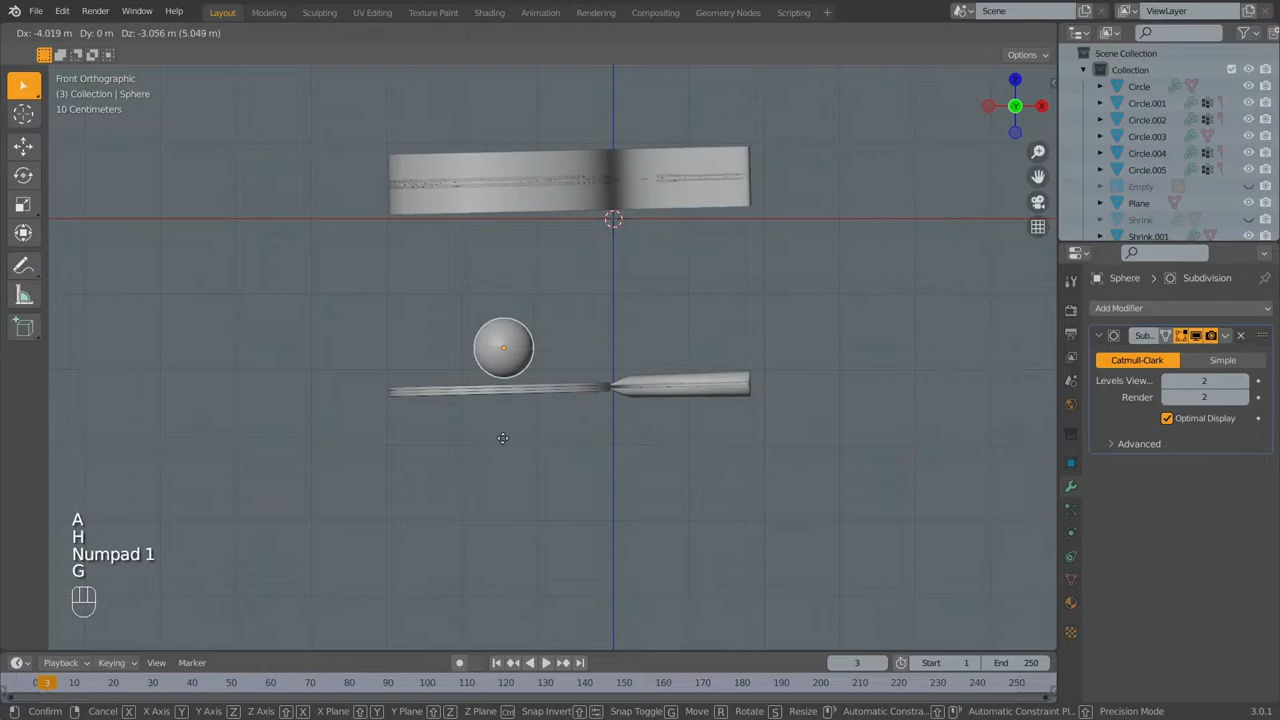 File Edit Render Window Help Layout Modeling Sculpting UV Editing Texture Paint Shading Animation Rendering Compositing Geometry Nodes Scripting + Scene ViewLayer
Dx: -4.019 m Dy: 0 m Dz: -3.056 m (5.049 m)
Options
Front Orthographic
(3) Collection | Sphere
10 Centimeters
Z
X
-Y
Scene Collection
Collection
Circle
Circle.001
Circle.002
Circle.003
Circle.004
Circle.005
Empty
Plane
Shrink
Shrink.001
Sphere > Subdivision
Add Modifier
Sub..
Catmull-Clark Simple
Levels View... 2
Render 2
Optimal Display
Advanced
A
H
Numpad 1
G
Playback Keying View Marker 3 Start 1 End 250
0 3 10 20 30 40 50 60 70 80 90 100 110 120 130 140 150 160 170 180 190 200 210 220 230 240 250
Confirm Cancel X X Axis Y Y Axis Z Z Axis X X Plane Y Y Plane Z Z Plane Snap Invert Snap Toggle G Move R Rotate S Resize Automatic Constra... Automatic Constraint Pl... Precision Mode 3.0.1